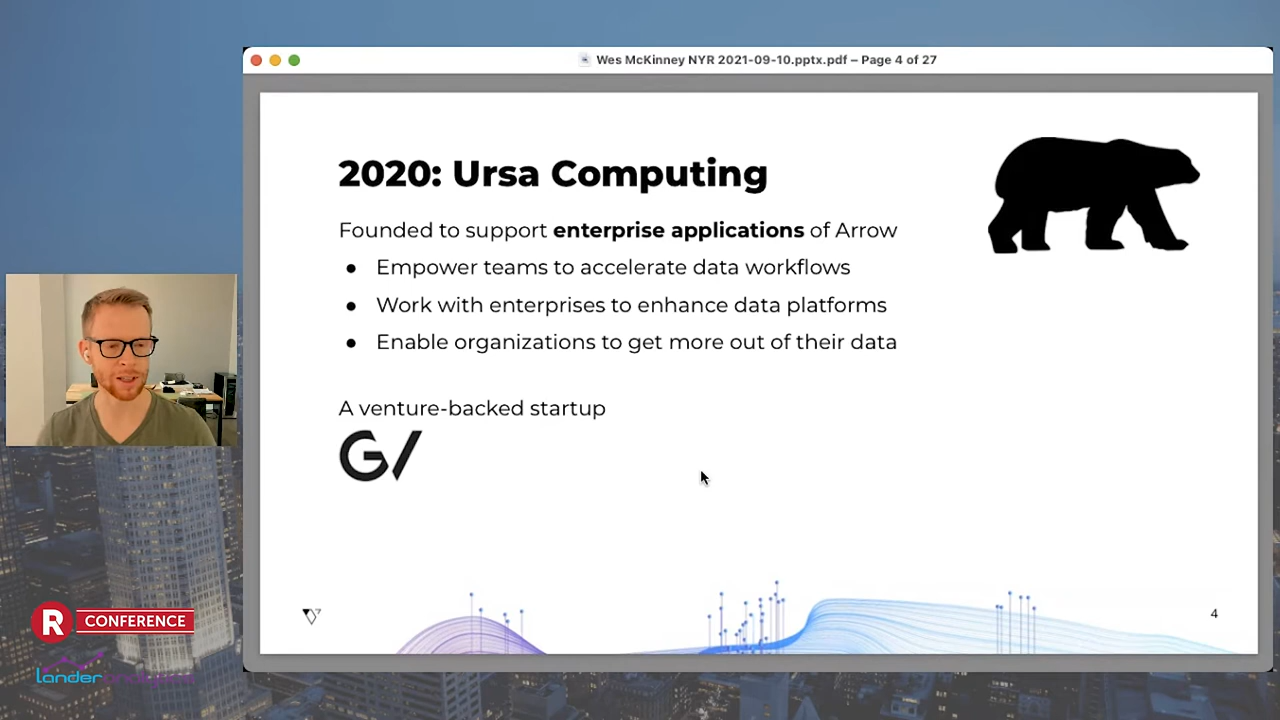 Wes McKinney NYR 2021-09-10.pptx.pdf – Page 4 of 27
2020: Ursa Computing
Founded to support enterprise applications of Arrow
● Empower teams to accelerate data workflows
● Work with enterprises to enhance data platforms
● Enable organizations to get more out of their data
A venture-backed startup
G/
4
R CONFERENCE
lander analytics